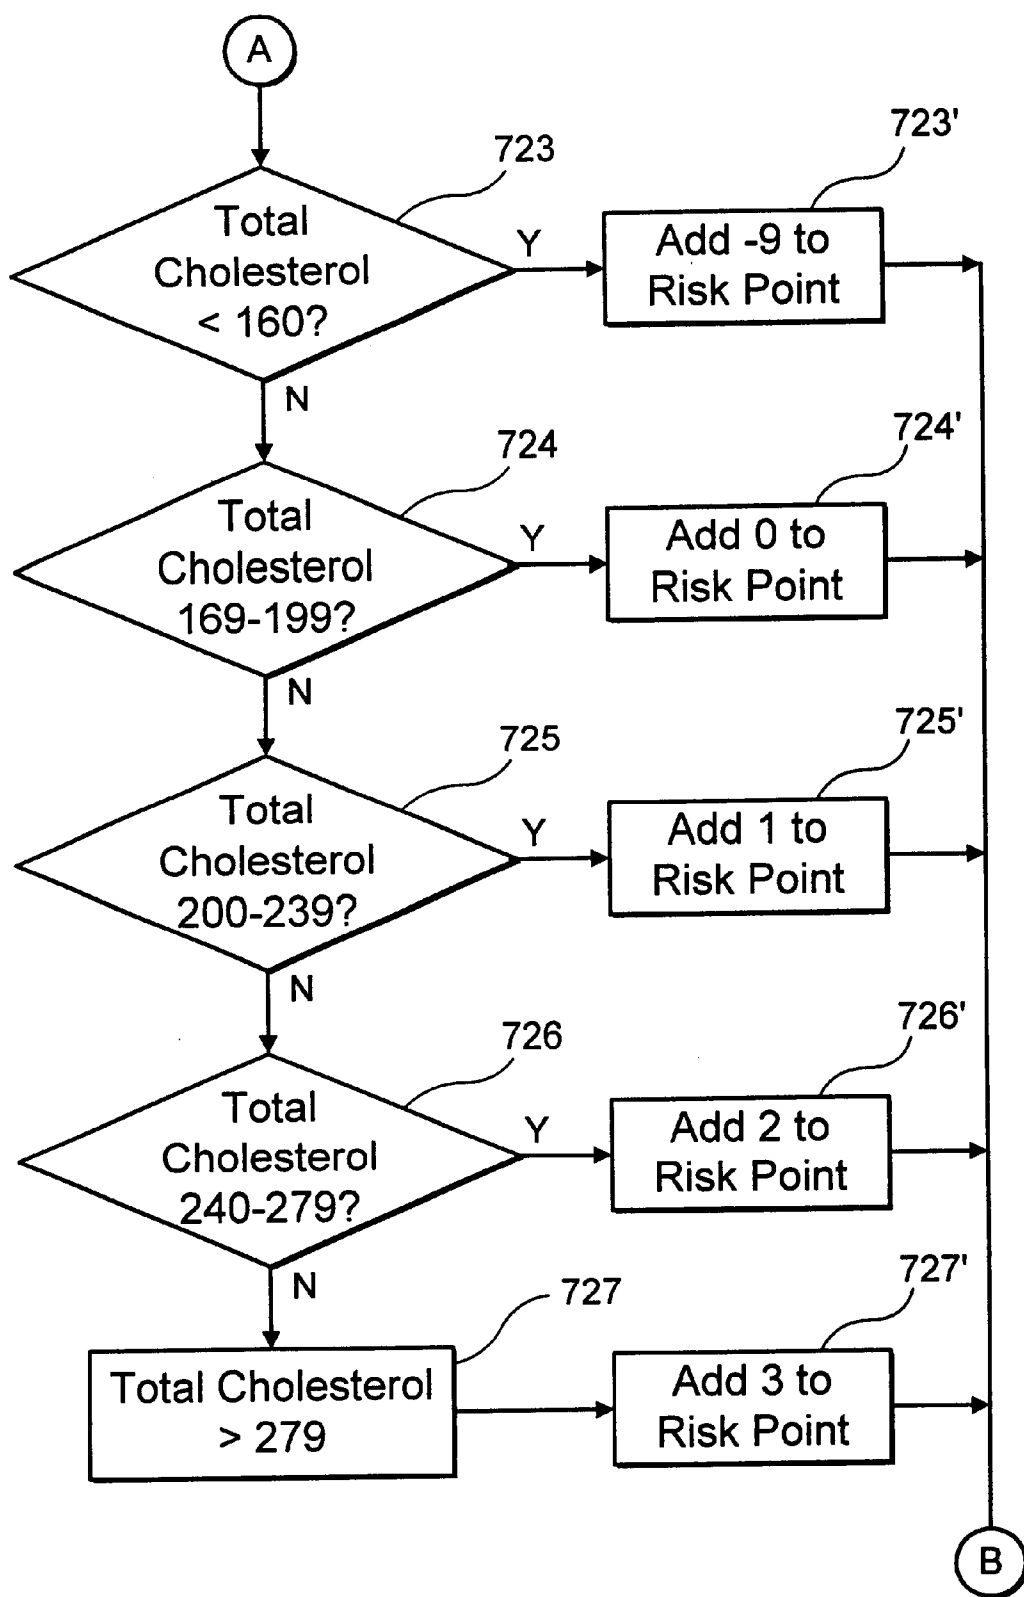 A
723
723'
Total
Cholesterol
< 160?
Y
Add -9 to
Risk Point
N
724
724'
Total
Cholesterol
169-199?
Y
Add 0 to
Risk Point
N
725
725'
Total
Cholesterol
200-239?
Y
Add 1 to
Risk Point
N
726
726'
Total
Cholesterol
240-279?
Y
Add 2 to
Risk Point
N
727
727'
Total Cholesterol
> 279
Add 3 to
Risk Point
B